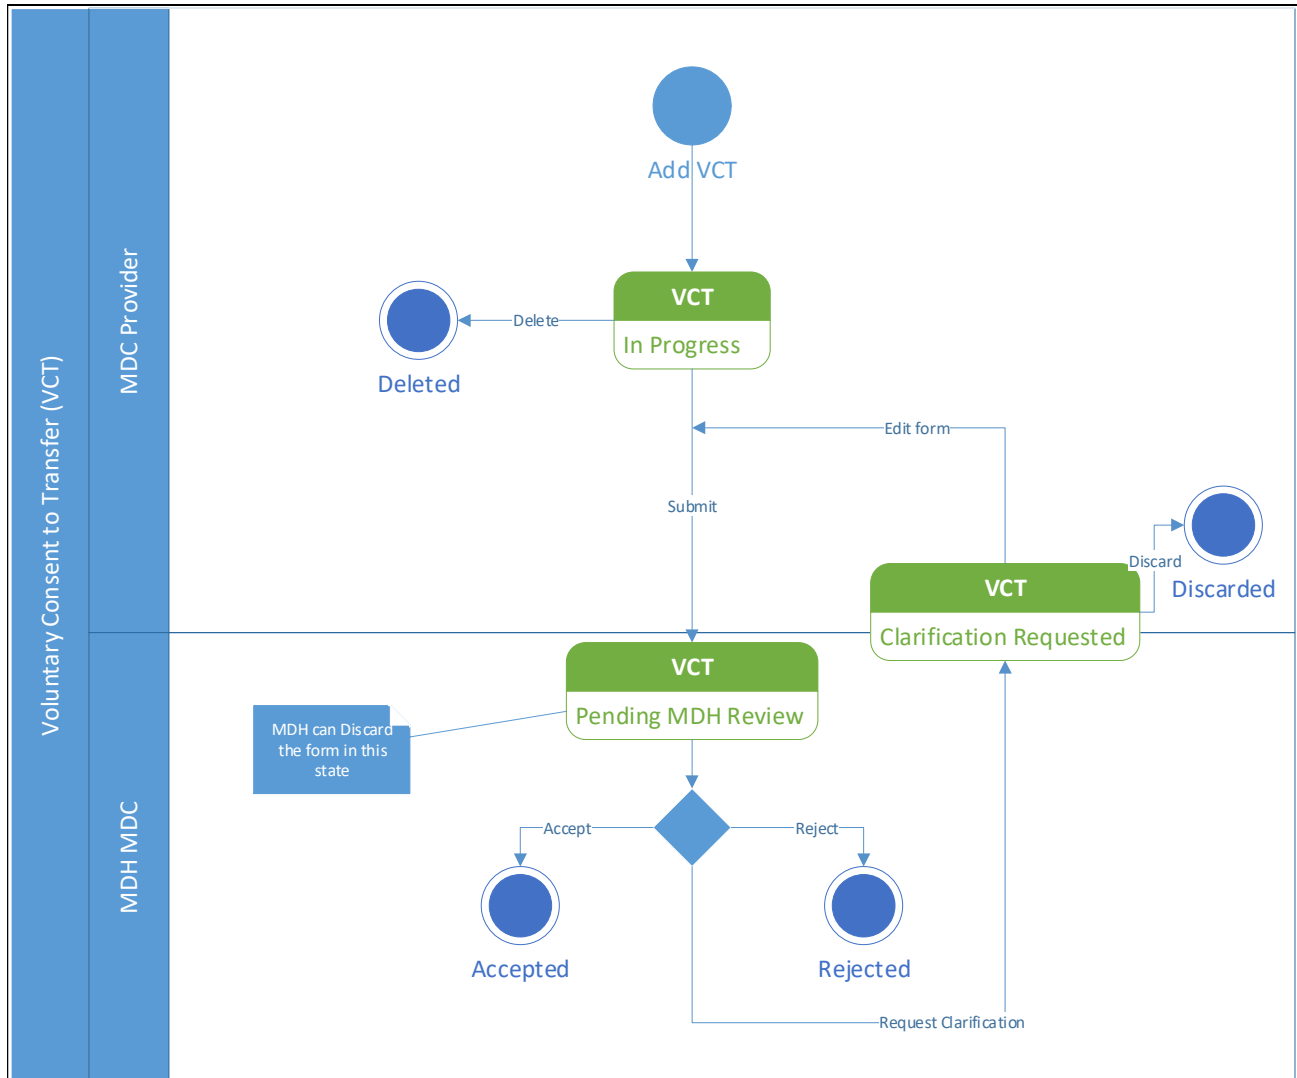 Voluntary Consent to Transfer (VCT)
MDC Provider
Add VCT
VCT
In Progress
Delete
Deleted
Edit form
Submit
Discard
Discarded
VCT
Clarification Requested
MDH MDC
VCT
Pending MDH Review
MDH can Discard
the form in this
state
Accept
Reject
Accepted
Rejected
Request Clarification